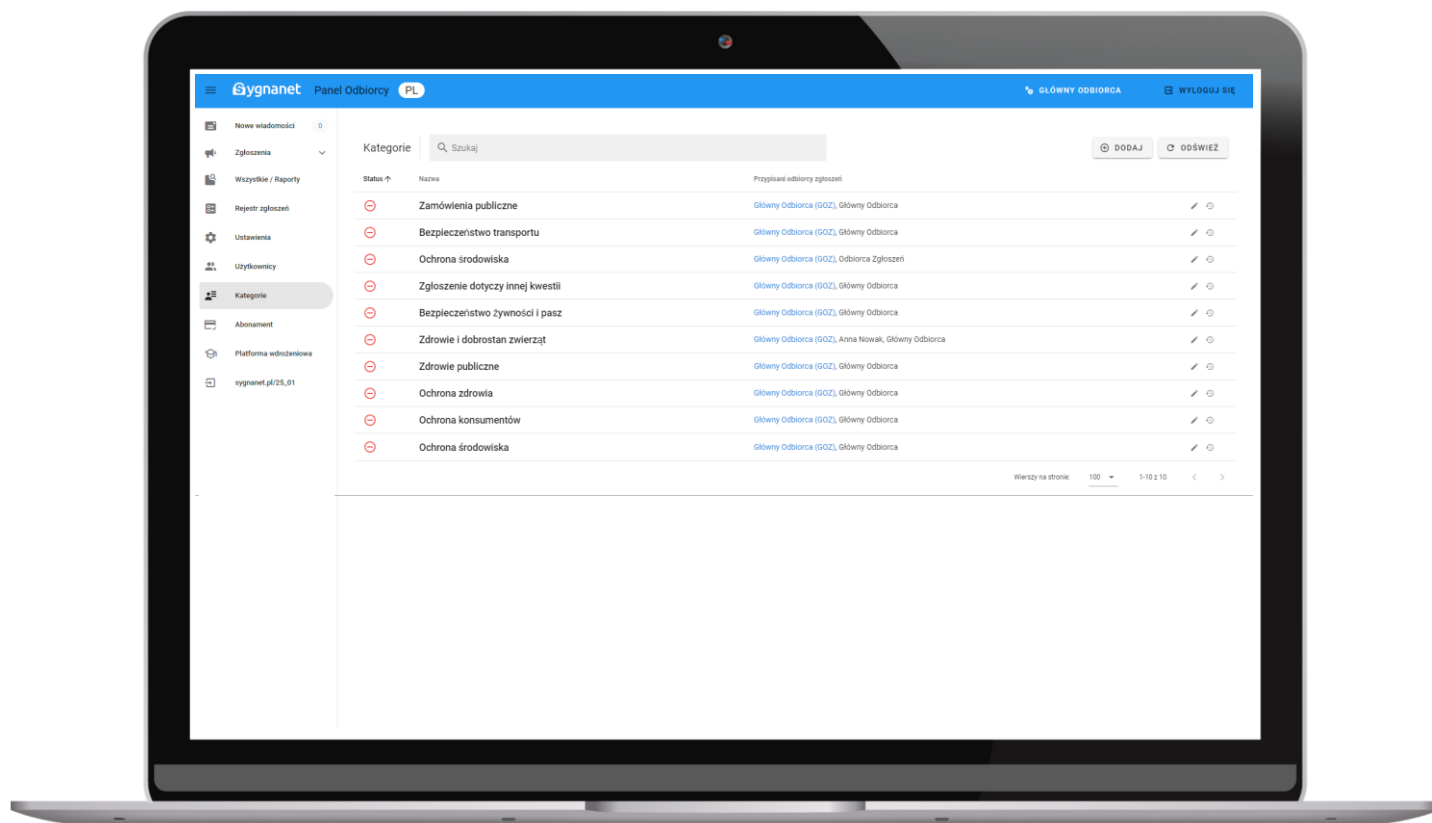 Sygnanet Panel Odbiorcy PL GŁÓWNY ODBIORCA WYLOGUJ SIĘ
Nowe wiadomości 0
Zgłoszenia
Wszystkie / Raporty
Rejestr zgłoszeń
Ustawienia
Użytkownicy
Kategorie
Abonament
Platforma wdrożeniowa
sygnanet.pl/25_01
Kategorie Szukaj DODAJ ODŚWIEŻ
Status Nazwa Przypisani odbiorcy zgłoszeń
Zamówienia publiczne Główny Odbiorca (GOZ), Główny Odbiorca
Bezpieczeństwo transportu Główny Odbiorca (GOZ), Główny Odbiorca
Ochrona środowiska Główny Odbiorca (GOZ), Odbiorca Zgłoszeń
Zgłoszenie dotyczy innej kwestii Główny Odbiorca (GOZ), Główny Odbiorca
Bezpieczeństwo żywności i pasz Główny Odbiorca (GOZ), Główny Odbiorca
Zdrowie i dobrostan zwierząt Główny Odbiorca (GOZ), Anna Nowak, Główny Odbiorca
Zdrowie publiczne Główny Odbiorca (GOZ), Główny Odbiorca
Ochrona zdrowia Główny Odbiorca (GOZ), Główny Odbiorca
Ochrona konsumentów Główny Odbiorca (GOZ), Główny Odbiorca
Ochrona środowiska Główny Odbiorca (GOZ), Główny Odbiorca
Wierszy na stronie: 100 1-10 z 10